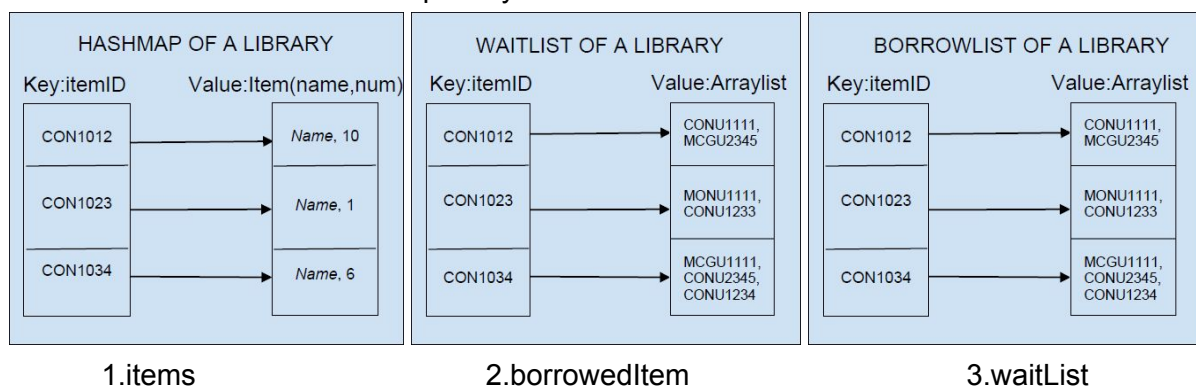 HASHMAP OF A LIBRARY
Key:itemID Value:Item(name,num)
CON1012 Name, 10
CON1023 Name, 1
CON1034 Name, 6
WAITLIST OF A LIBRARY
Key:itemID Value:Arraylist
CON1012 CONU1111,
MCGU2345
CON1023 MONU1111,
CONU1233
CON1034 MCGU1111,
CONU2345,
CONU1234
BORROWLIST OF A LIBRARY
Key:itemID Value:Arraylist
CON1012 CONU1111,
MCGU2345
CON1023 MONU1111,
CONU1233
CON1034 MCGU1111,
CONU2345,
CONU1234
1.items 2.borrowedItem 3.waitList